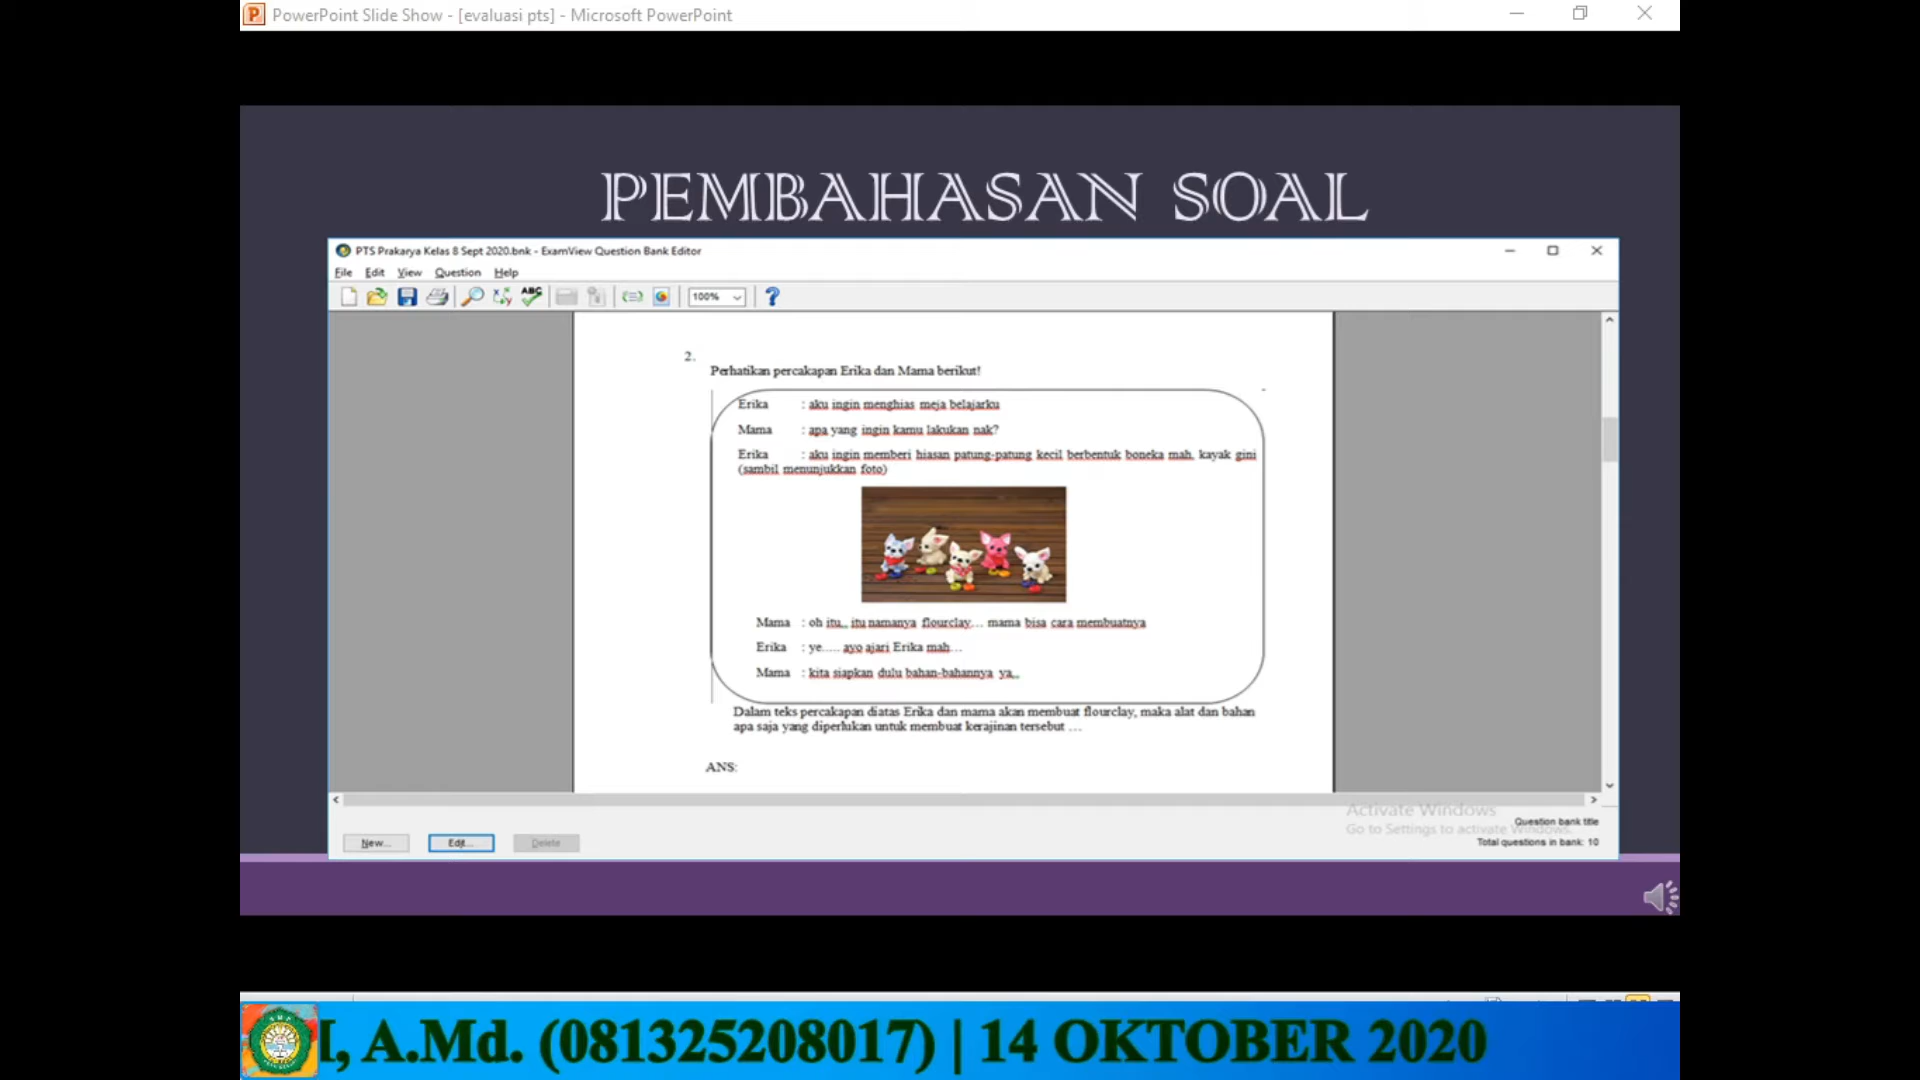 PowerPoint Slide Show - [evaluasi pts] - Microsoft PowerPoint
PEMBAHASAN SOAL
PTS Prakarya Kelas 8 Sept 2020.bnk - ExamView Question Bank Editor
File Edit View Question Help
ABC 100% ?
2.
Perhatikan percakapan Erika dan Mama berikut!
Erika : aku ingin menghias meja belajarku
Mama : apa yang ingin kamu lakukan nak?
Erika : aku ingin memberi hiasan patung-patung kecil berbentuk boneka mah, kayak gini
(sambil menunjukkan foto)
Mama : oh itu,, itu namanya flourclay… mama bisa cara membuatnya
Erika : ye..... ayo ajari Erika mah…
Mama : kita siapkan dulu bahan-bahannya ya,,
Dalam teks percakapan diatas Erika dan mama akan membuat flourclay, maka alat dan bahan
apa saja yang diperlukan untuk membuat kerajinan tersebut …
ANS:
Activate Windows
Go to Settings to activate Windows.
Question bank title
New... Edit... Delete
Total questions in bank: 10
I, A.Md. (081325208017) | 14 OKTOBER 2020